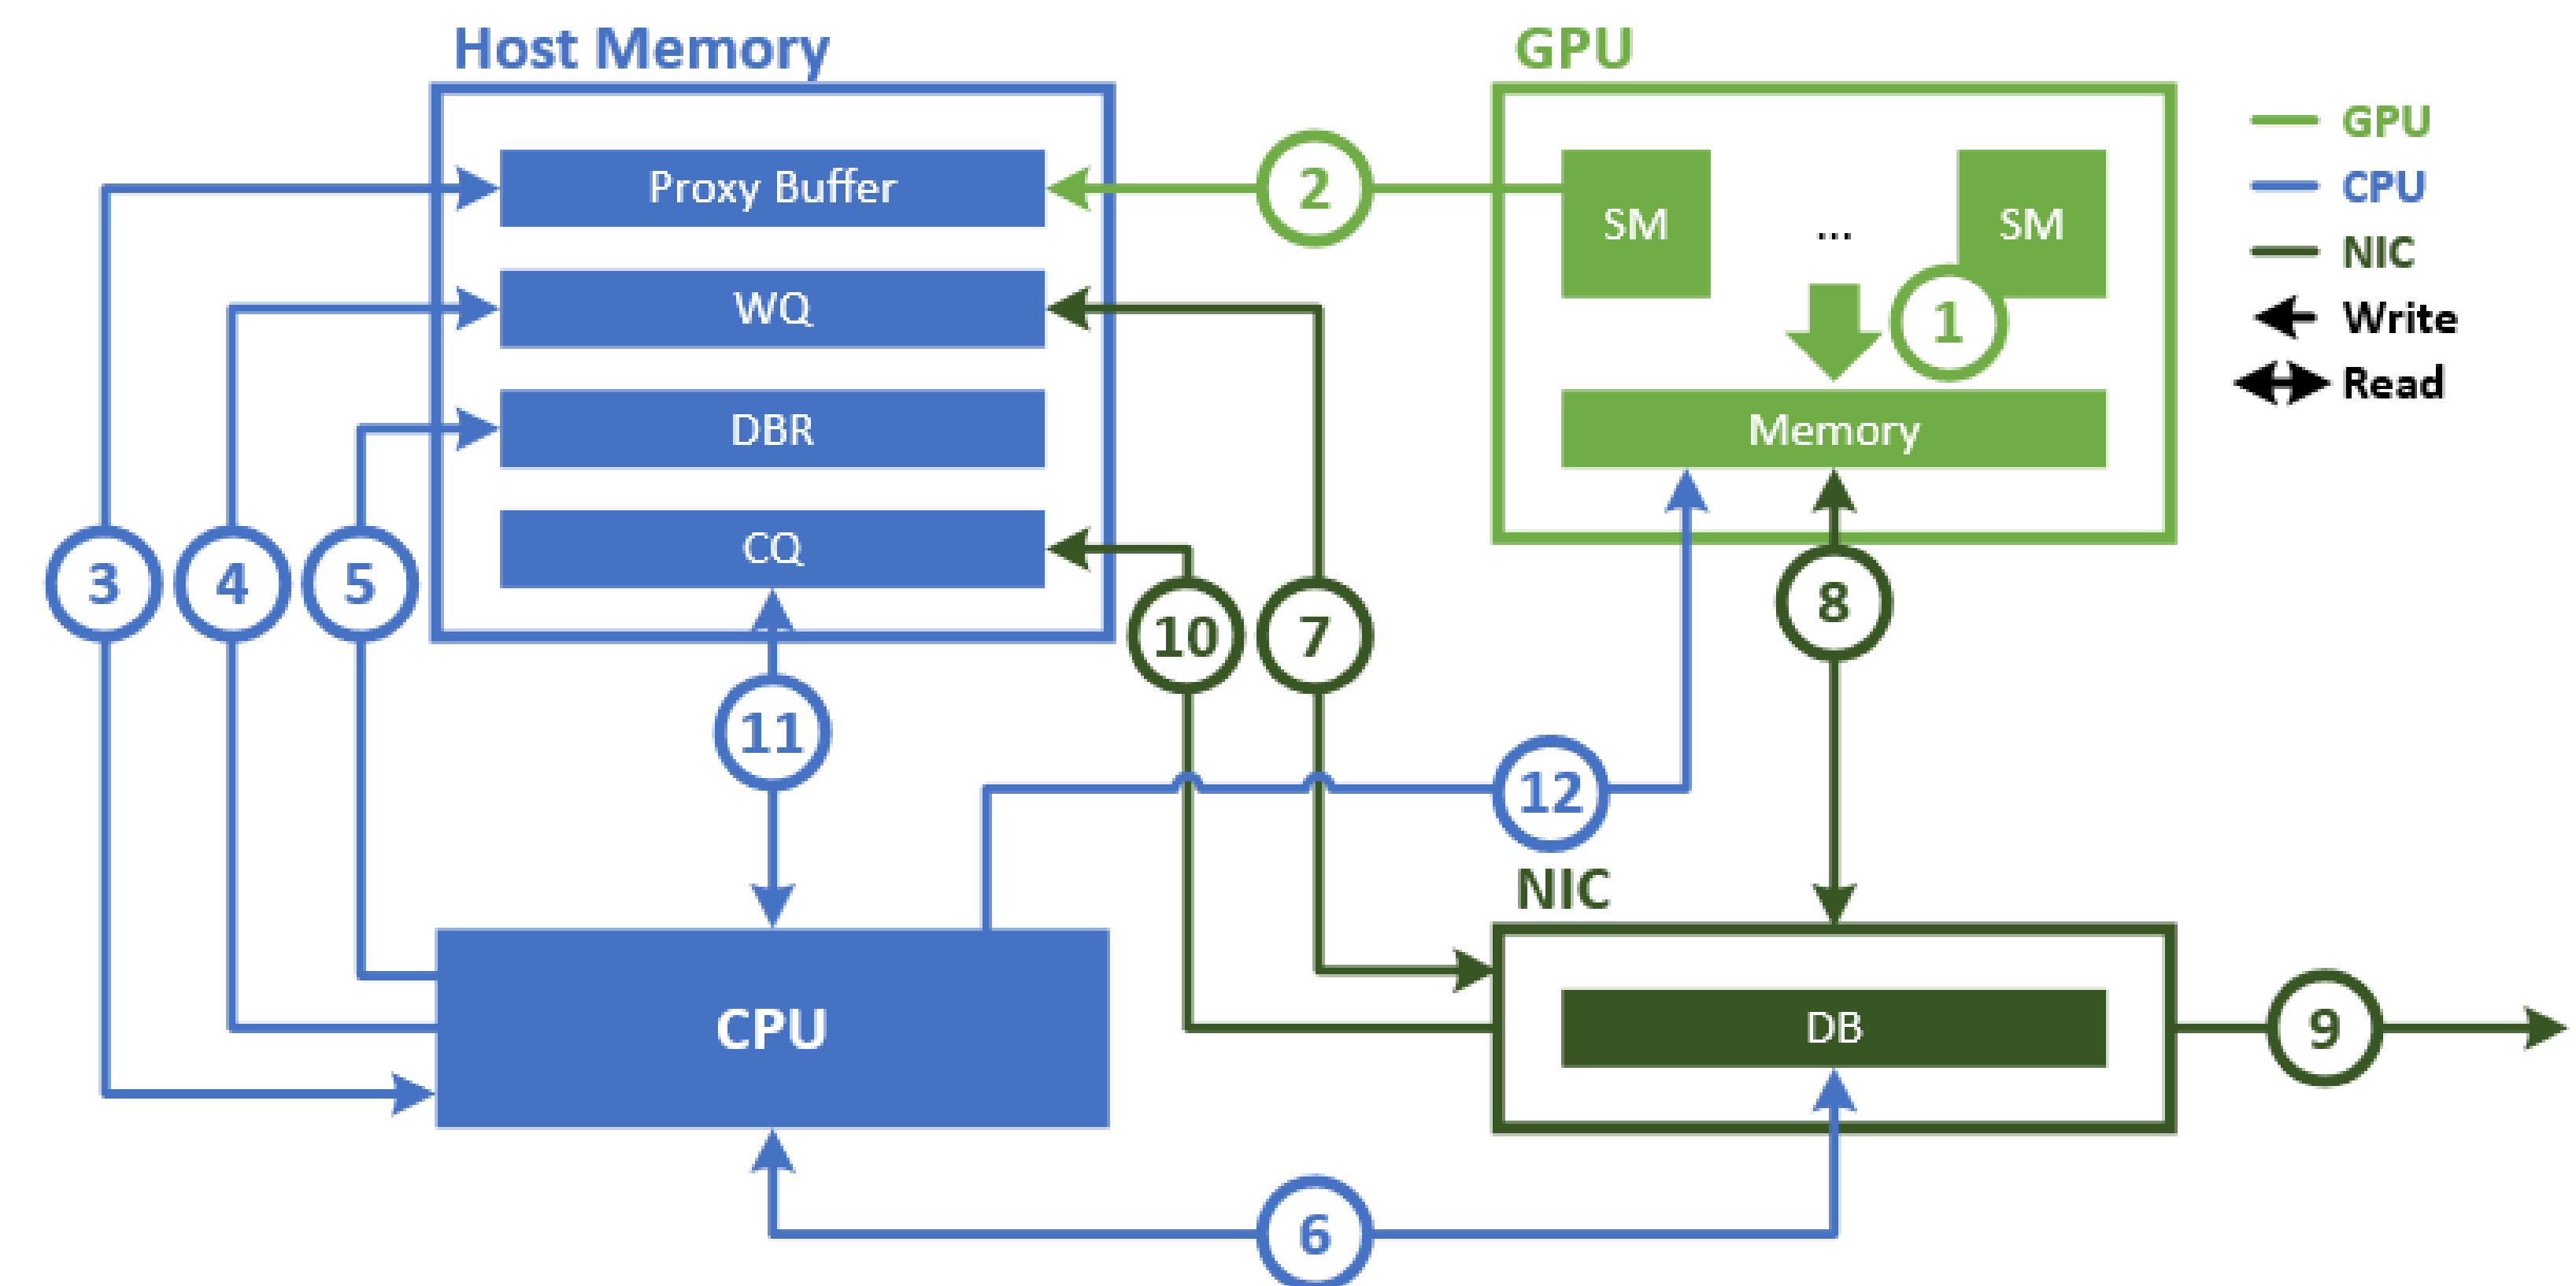 Host Memory
Proxy Buffer
WQ
DBR
CQ
GPU
SM
...
SM
Memory
GPU
CPU
NIC
Write
Read
1
2
3
4
5
10
7
8
11
12
NIC
CPU
DB
9
6